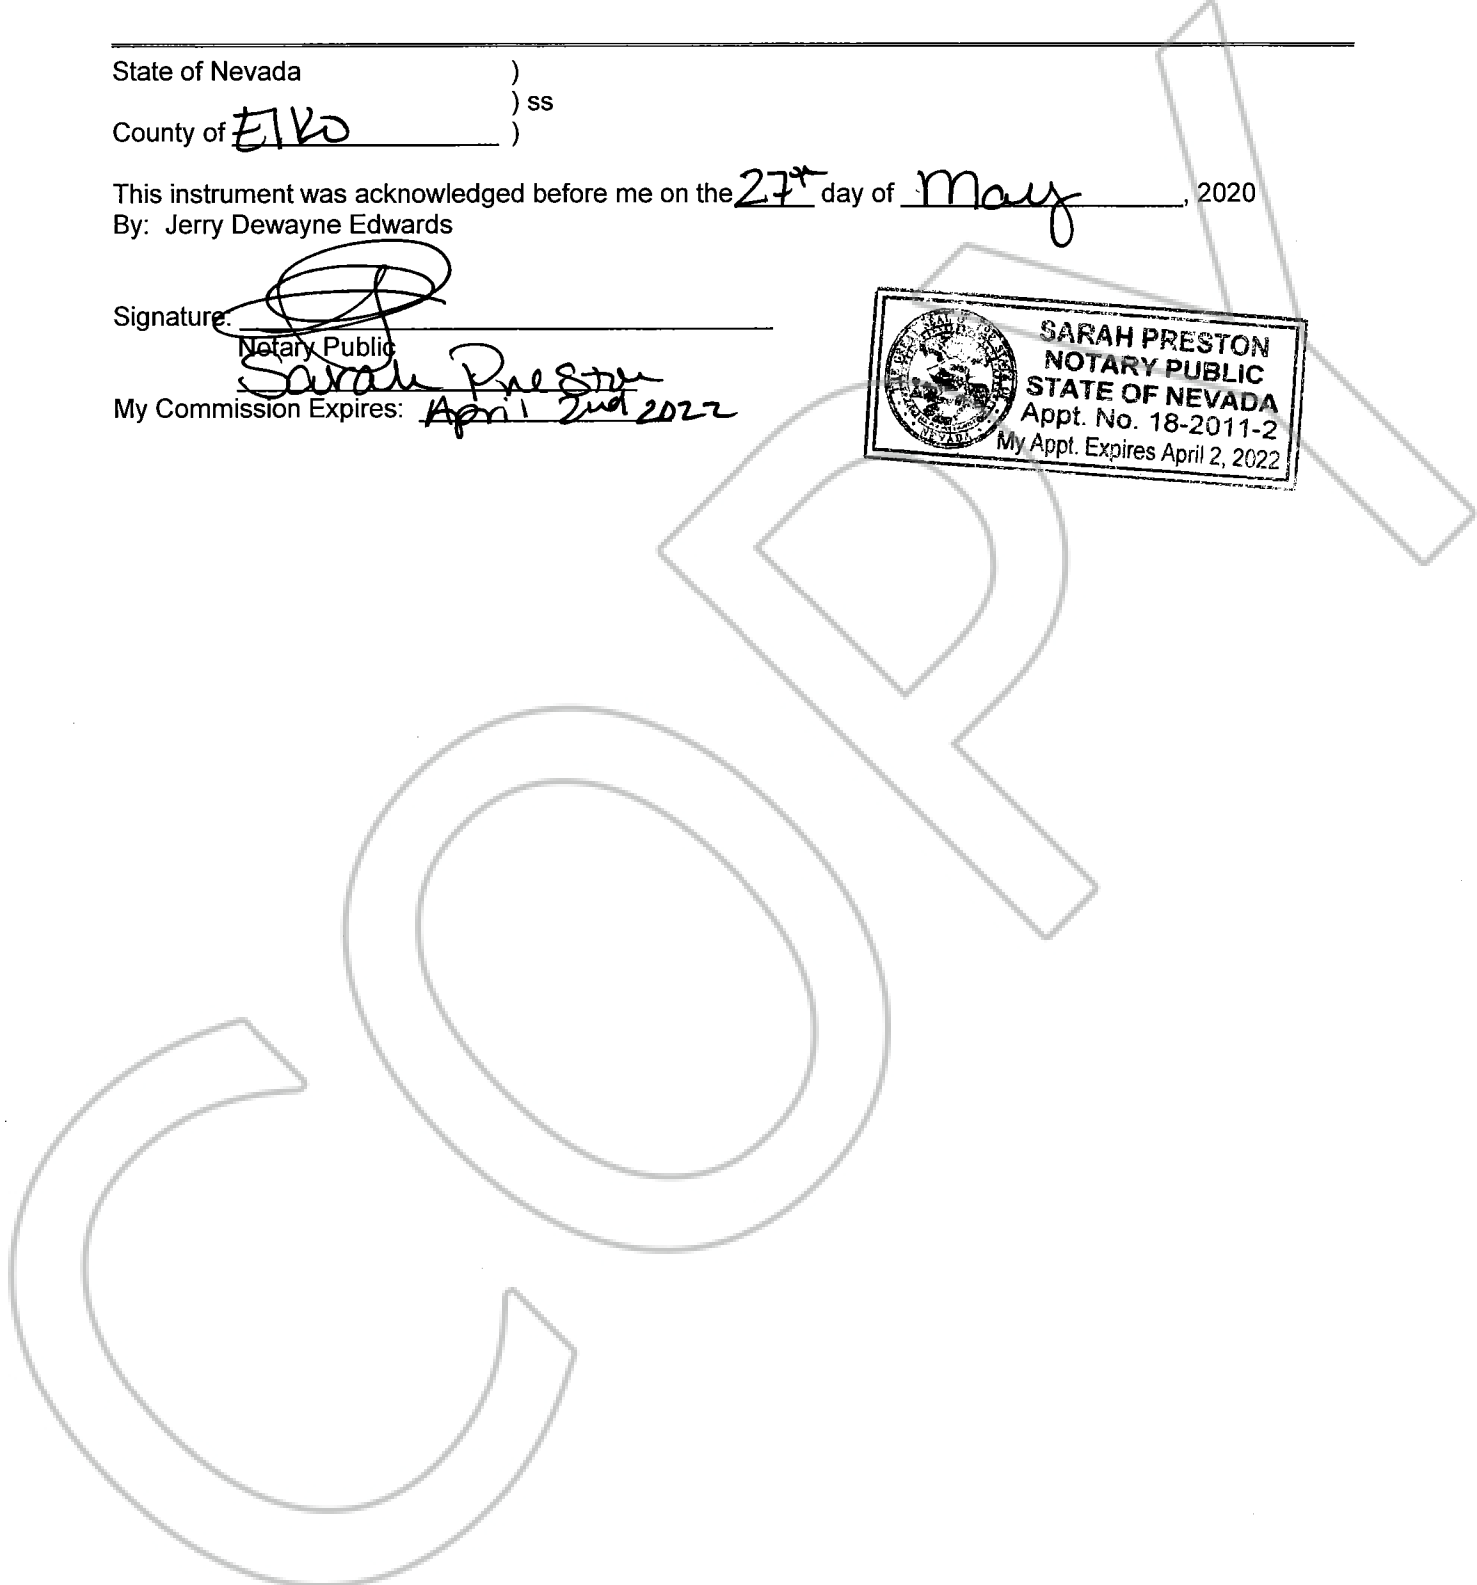 State of Nevada )
) ss
County of Elko )
This instrument was acknowledged before me on the 27th day of May, 2020
By: Jerry Dewayne Edwards
Signature:
Notary Public
Sarah Preston
My Commission Expires: April 2nd 2022
SARAH PRESTON
NOTARY PUBLIC
STATE OF NEVADA
Appt. No. 18-2011-2
My Appt. Expires April 2, 2022
NEVADA
COPY